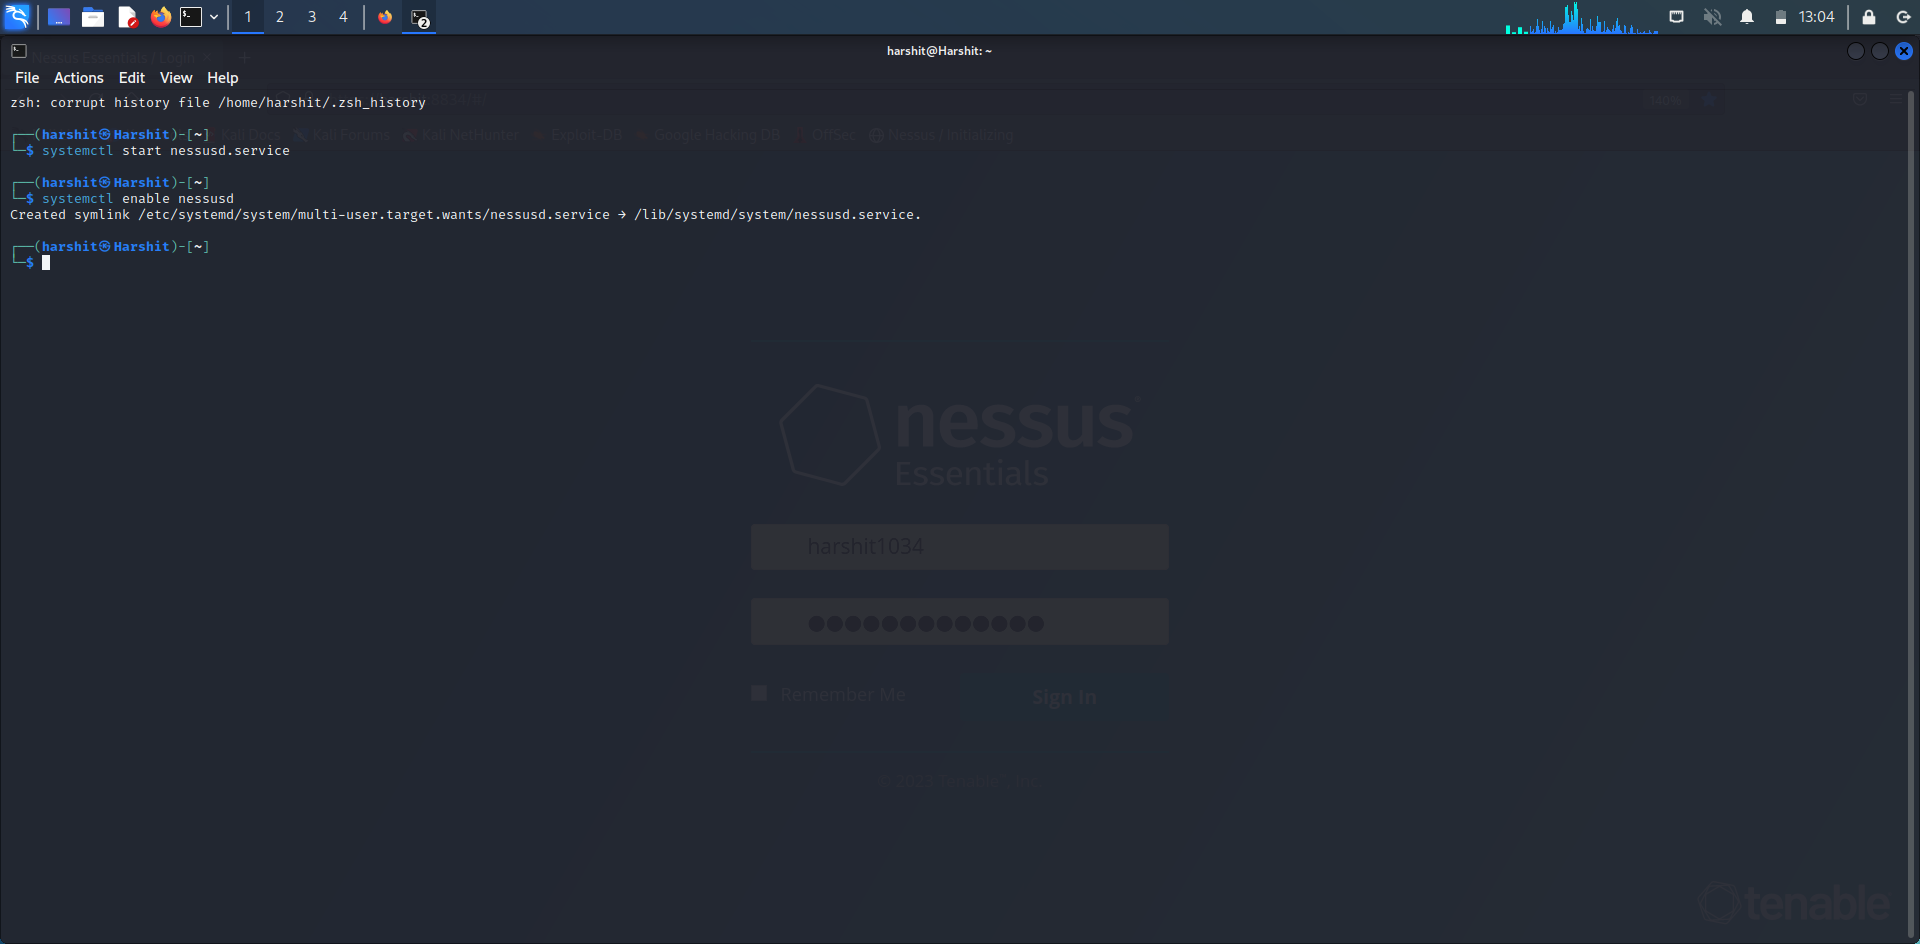 1 2 3 4 2 13:04
Nessus Essentials / Login
harshit@Harshit: ~
File Actions Edit View Help
zsh: corrupt history file /home/harshit/.zsh_history
140%
┌──(harshit㉿Harshit)-[~]
Kali Docs Kali Forums Kali NetHunter Exploit-DB Google Hacking DB OffSec Nessus / Initializing
└─$ systemctl start nessusd.service
┌──(harshit㉿Harshit)-[~]
└─$ systemctl enable nessusd
Created symlink /etc/systemd/system/multi-user.target.wants/nessusd.service → /lib/systemd/system/nessusd.service.
┌──(harshit㉿Harshit)-[~]
└─$
nessus
Essentials
harshit1034
●●●●●●●●●●●●●
Remember Me Sign In
tenable